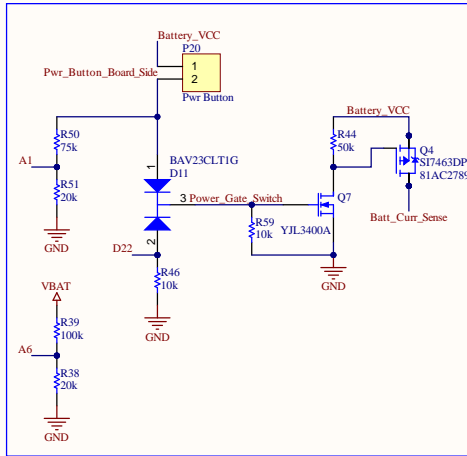 Battery_VCC
P20
Pwr_Button_Board_Side
1
2
Pwr Button
Battery_VCC
R50
75k
A1
R51
20k
GND
1
BAV23CLT1G
D11
3
Power_Gate_Switch
2
D22
R46
10k
GND
R59
10k
R44
50k
Q7
YJL3400A
GND
Q4
SI7463DP
81AC2789
Batt_Curr_Sense
VBAT
R39
100k
A6
R38
20k
GND